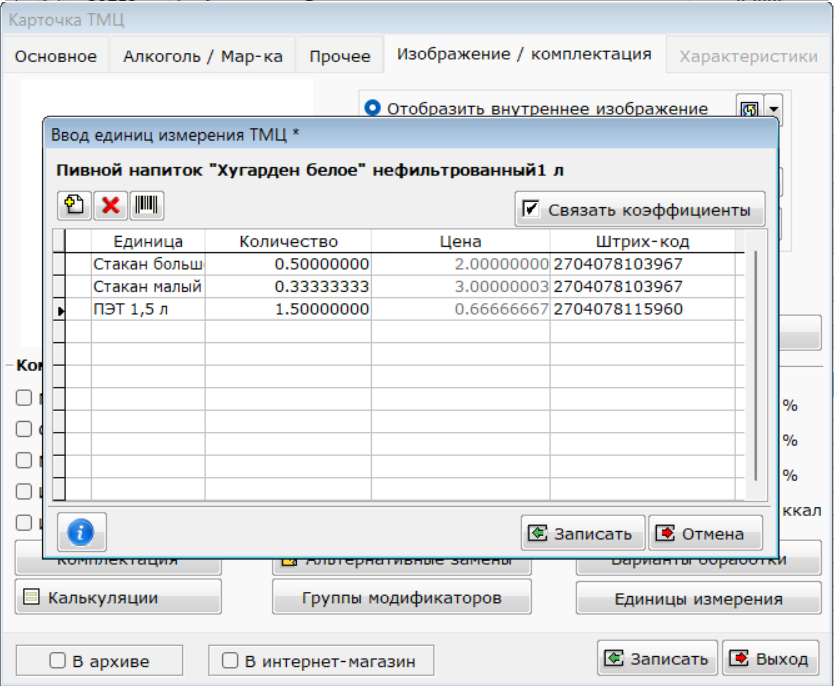 Карточка ТМЦ
Основное Алкоголь / Мар-ка Прочее Изображение / комплектация Характеристики
Отобразить внутреннее изображение
Ввод единиц измерения ТМЦ *
Пивной напиток "Хугарден белое" нефильтрованный1 л
Связать коэффициенты
Единица Количество Цена Штрих-код
Стакан больш 0.50000000 2.00000000 2704078103967
Стакан малый 0.33333333 3.00000003 2704078103967
ПЭТ 1,5 л 1.50000000 0.66666667 2704078115960
%
%
%
ккал
Записать Отмена
Комплектация Альтернативные замены Варианты обработки
Калькуляции Группы модификаторов Единицы измерения
В архиве В интернет-магазин Записать Выход